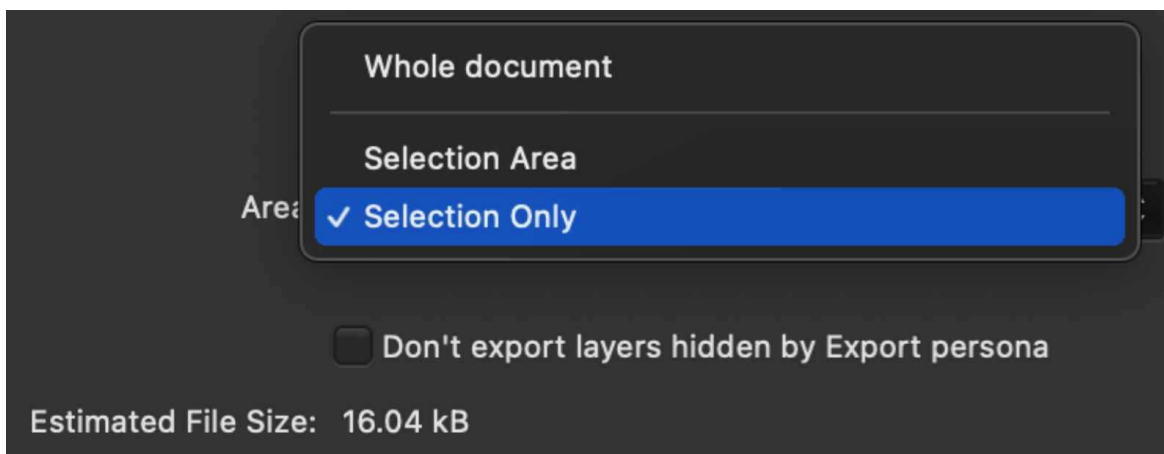 Whole document
Selection Area
Area
✓ Selection Only
Don't export layers hidden by Export persona
Estimated File Size: 16.04 kB